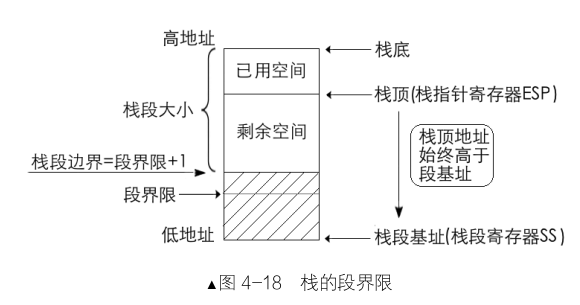 高地址
栈底
已用空间
栈顶(栈指针寄存器ESP)
栈段大小
剩余空间
栈顶地址
始终高于
段基址
栈段边界=段界限+1
段界限
低地址
栈段基址(栈段寄存器SS)
▲图 4-18 栈的段界限